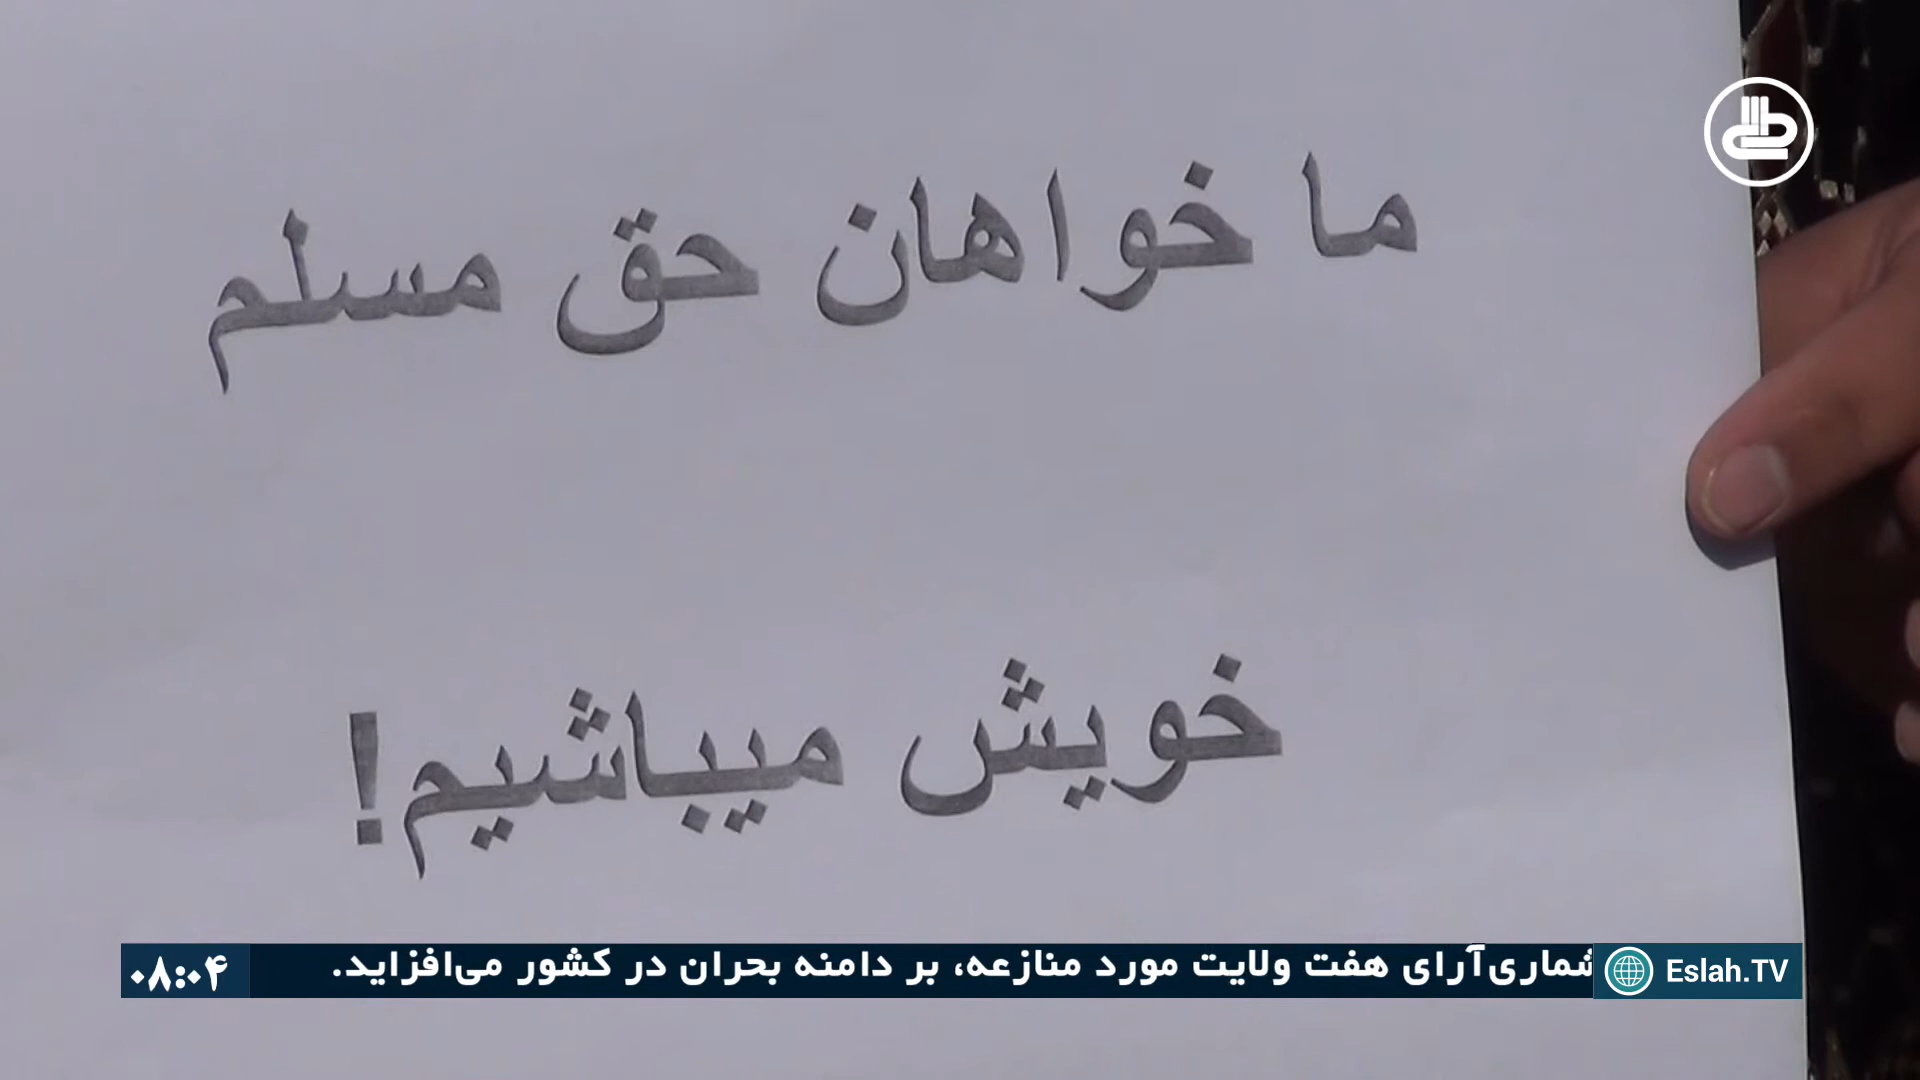 ما خواهان حق مسلم
خویش میباشیم!
۰۸:۰۴
شماری‌آرای هفت ولایت مورد منازعه، بر دامنه بحران در کشور می‌افزاید.
Eslah.TV